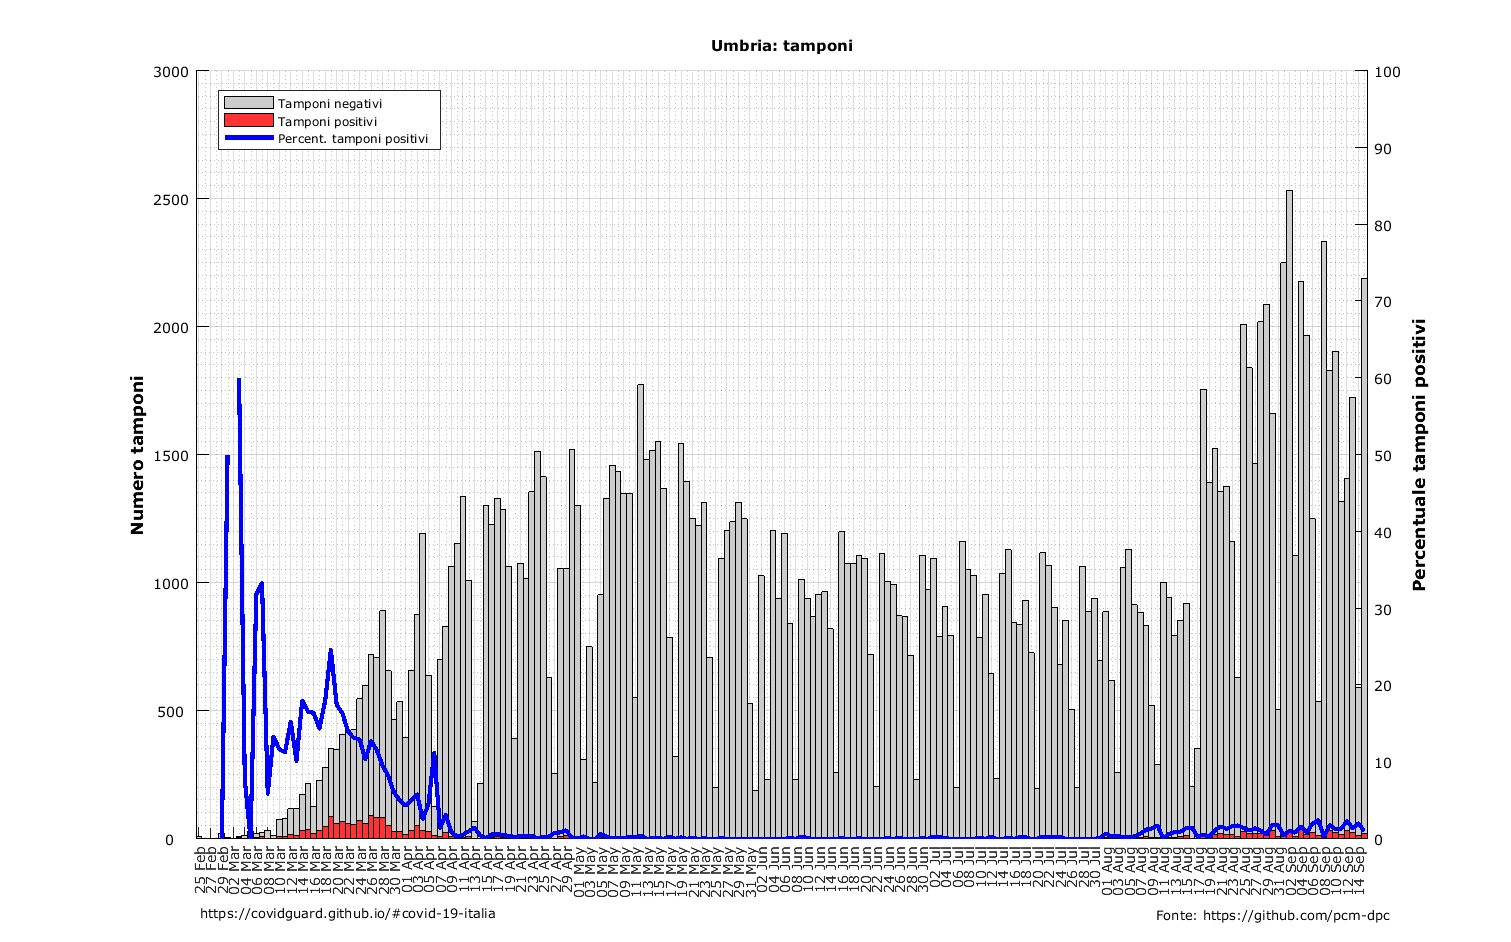 Umbria: tamponi
3000
2500
2000
1500
1000
500
0
100
90
80
70
60
50
40
30
20
10
0
Tamponi negativi
Tamponi positivi
Percent. tamponi positivi
Numero tamponi
Percentuale tamponi positivi
25 Feb
27 Feb
29 Feb
02 Mar
04 Mar
06 Mar
08 Mar
10 Mar
12 Mar
14 Mar
16 Mar
18 Mar
20 Mar
22 Mar
24 Mar
26 Mar
28 Mar
30 Mar
01 Apr
03 Apr
05 Apr
07 Apr
09 Apr
11 Apr
13 Apr
15 Apr
17 Apr
19 Apr
21 Apr
23 Apr
25 Apr
27 Apr
29 Apr
01 May
03 May
05 May
07 May
09 May
11 May
13 May
15 May
17 May
19 May
21 May
23 May
25 May
27 May
29 May
31 May
02 Jun
04 Jun
06 Jun
08 Jun
10 Jun
12 Jun
14 Jun
16 Jun
18 Jun
20 Jun
22 Jun
24 Jun
26 Jun
28 Jun
30 Jun
02 Jul
04 Jul
06 Jul
08 Jul
10 Jul
12 Jul
14 Jul
16 Jul
18 Jul
20 Jul
22 Jul
24 Jul
26 Jul
28 Jul
30 Jul
01 Aug
03 Aug
05 Aug
07 Aug
09 Aug
11 Aug
13 Aug
15 Aug
17 Aug
19 Aug
21 Aug
23 Aug
25 Aug
27 Aug
29 Aug
31 Aug
02 Sep
04 Sep
06 Sep
08 Sep
10 Sep
12 Sep
14 Sep
https://covidguard.github.io/#covid-19-italia
Fonte: https://github.com/pcm-dpc